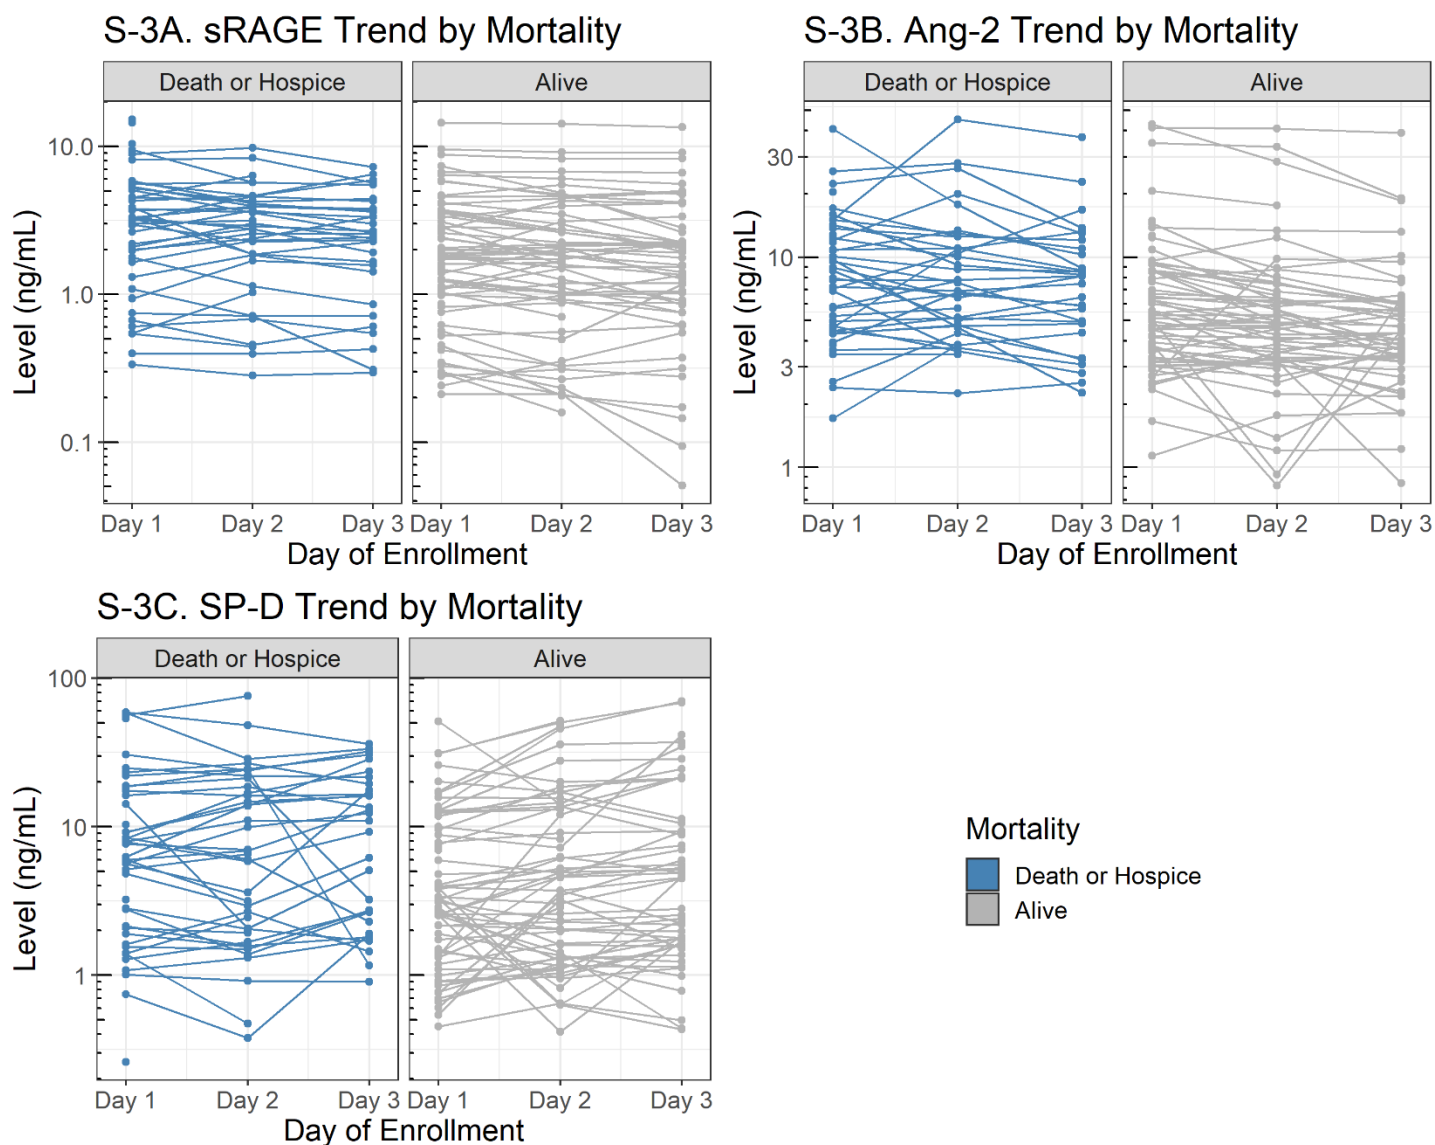 S-3A. sRAGE Trend by Mortality
Death or Hospice
Alive
Level (ng/mL)
10.0
1.0
0.1
Day 1
Day 2
Day 3
Day 1
Day 2
Day 3
Day of Enrollment
S-3B. Ang-2 Trend by Mortality
Death or Hospice
Alive
Level (ng/mL)
30
10
3
1
Day 1
Day 2
Day 3
Day 1
Day 2
Day 3
Day of Enrollment
S-3C. SP-D Trend by Mortality
Death or Hospice
Alive
Level (ng/mL)
100
10
1
Day 1
Day 2
Day 3
Day 1
Day 2
Day 3
Day of Enrollment
Mortality
Death or Hospice
Alive